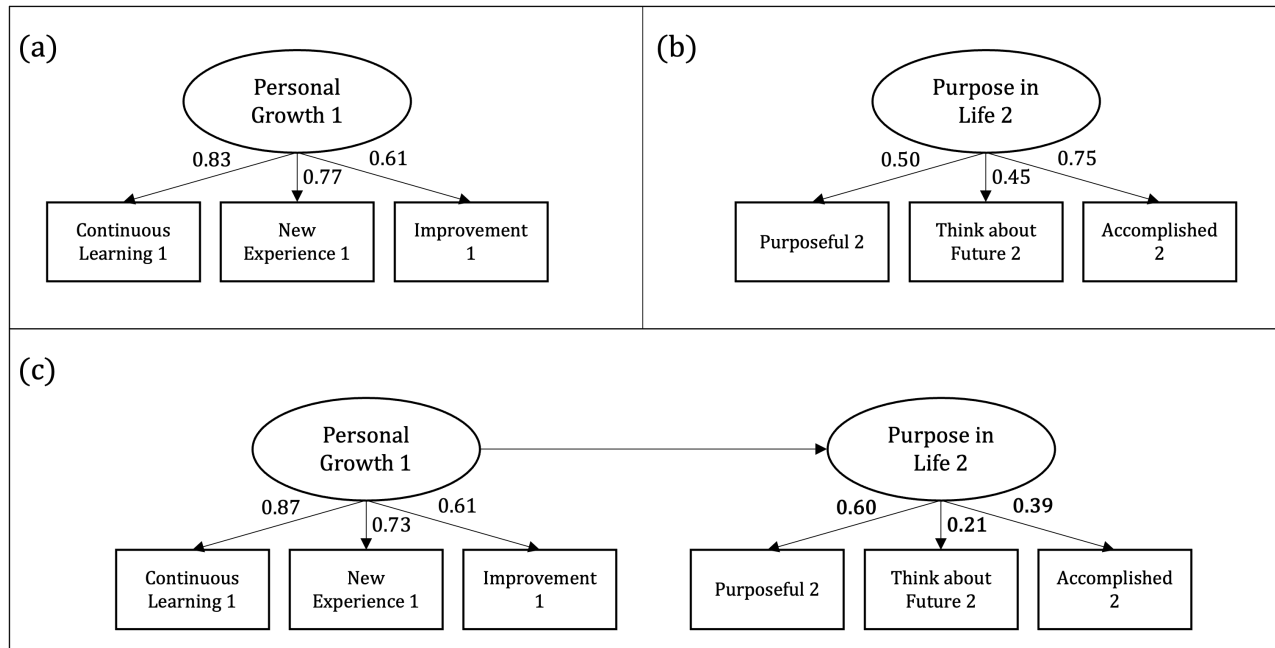 (a)
Personal
Growth 1
0.83
0.77
0.61
Continuous
Learning 1
New
Experience 1
Improvement
1
(b)
Purpose in
Life 2
0.50
0.45
0.75
Purposeful 2
Think about
Future 2
Accomplished
2
(c)
Personal
Growth 1
0.87
0.73
0.61
Continuous
Learning 1
New
Experience 1
Improvement
1
Purpose in
Life 2
0.60
0.21
0.39
Purposeful 2
Think about
Future 2
Accomplished
2